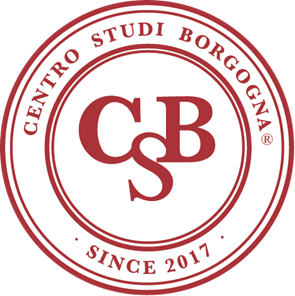 CENTRO STUDI BORGOGNA®
CSB
· SINCE 2017 ·